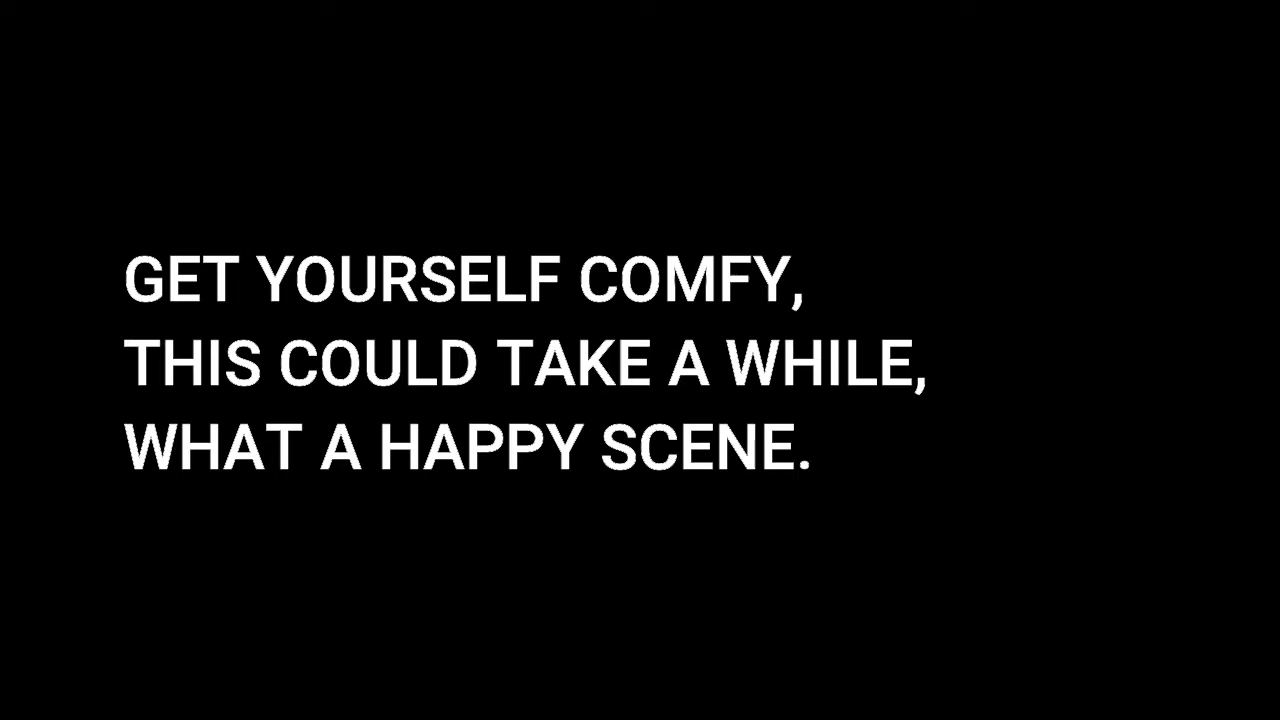 GET YOURSELF COMFY,
THIS COULD TAKE A WHILE,
WHAT A HAPPY SCENE.